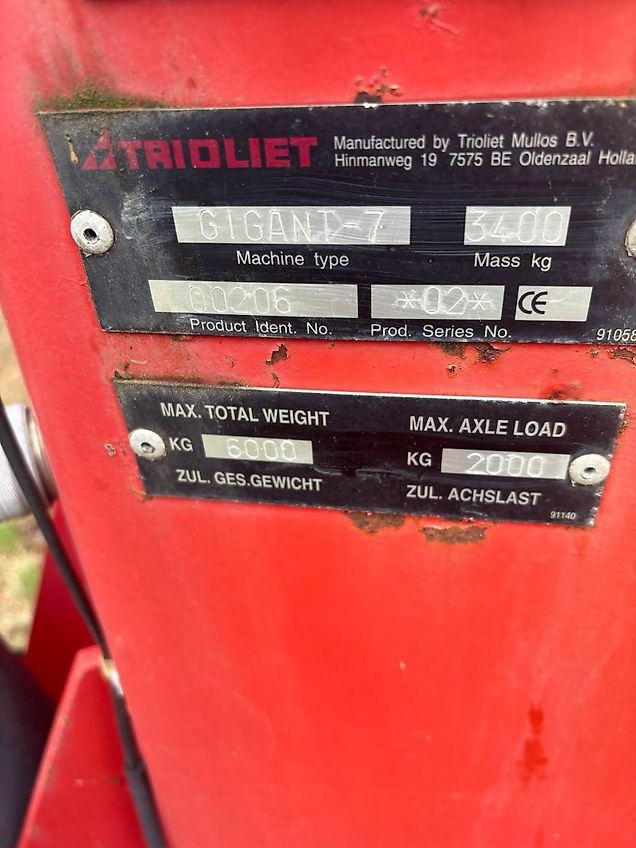 TRIOLIET
Manufactured by Trioliet Mullos B.V.
Hinmanweg 19 7575 BE Oldenzaal Holla
GIGANT-7 3400
Machine type Mass kg
00206 *02* CE
Product Ident. No. Prod. Series No. 91058
MAX. TOTAL WEIGHT MAX. AXLE LOAD
KG 6000 KG 2000
ZUL. GES.GEWICHT ZUL. ACHSLAST
91140